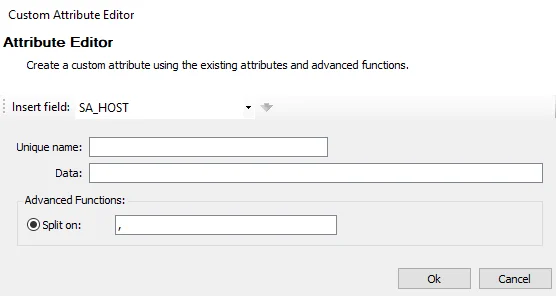 Custom Attribute Editor
Attribute Editor
Create a custom attribute using the existing attributes and advanced functions.
Insert field: SA_HOST
Unique name:
Data:
Advanced Functions:
Split on: ,
Ok Cancel